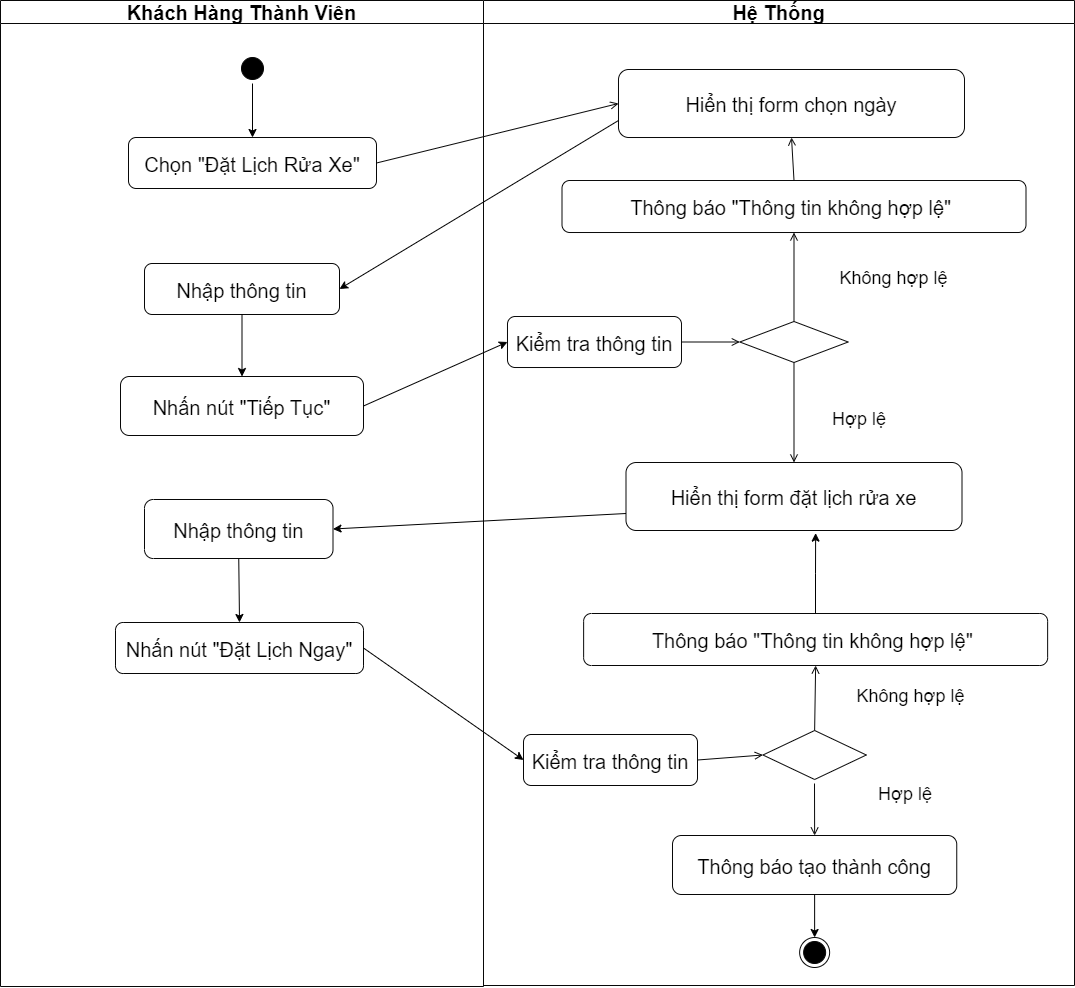 Khách Hàng Thành Viên
Hệ Thống
Hiển thị form chọn ngày
Chọn "Đặt Lịch Rửa Xe"
Thông báo "Thông tin không hợp lệ"
Không hợp lệ
Nhập thông tin
Kiểm tra thông tin
Nhấn nút "Tiếp Tục"
Hợp lệ
Hiển thị form đặt lịch rửa xe
Nhập thông tin
Thông báo "Thông tin không hợp lệ"
Nhấn nút "Đặt Lịch Ngay"
Không hợp lệ
Kiểm tra thông tin
Hợp lệ
Thông báo tạo thành công